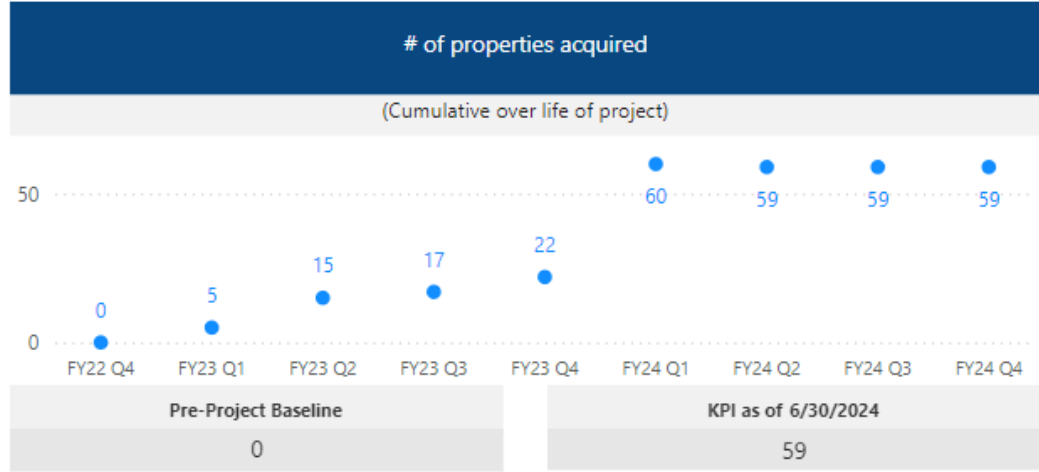 # of properties acquired
(Cumulative over life of project)
50
0
0
5
15
17
22
60
59
59
59
FY22 Q4 FY23 Q1 FY23 Q2 FY23 Q3 FY23 Q4 FY24 Q1 FY24 Q2 FY24 Q3 FY24 Q4
Pre-Project Baseline
0
KPI as of 6/30/2024
59